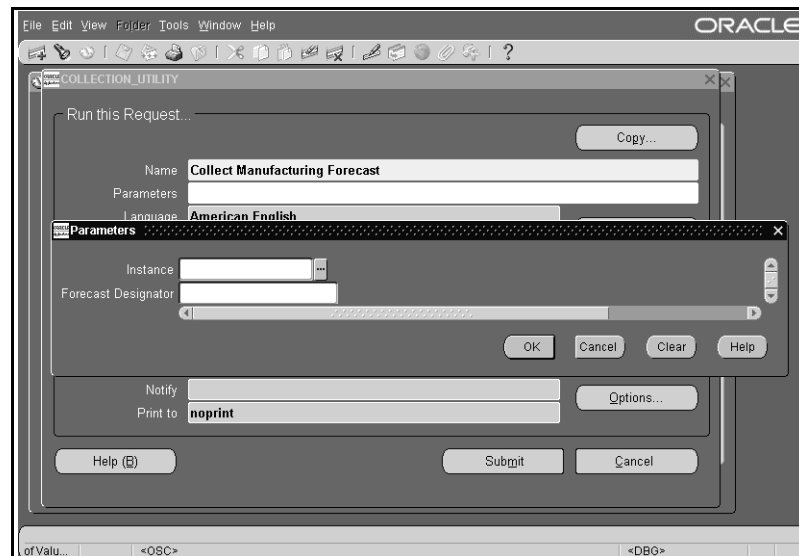 File Edit View Folder Tools Window Help
ORACLE
COLLECTION_UTILITY
Run this Request...
Copy...
Name Collect Manufacturing Forecast
Parameters
Language American English
Parameters
Instance
Forecast Designator
OK Cancel Clear Help
Notify
Options...
Print to noprint
Help (B) Submit Cancel
of Valu... <OSC> <DBG>